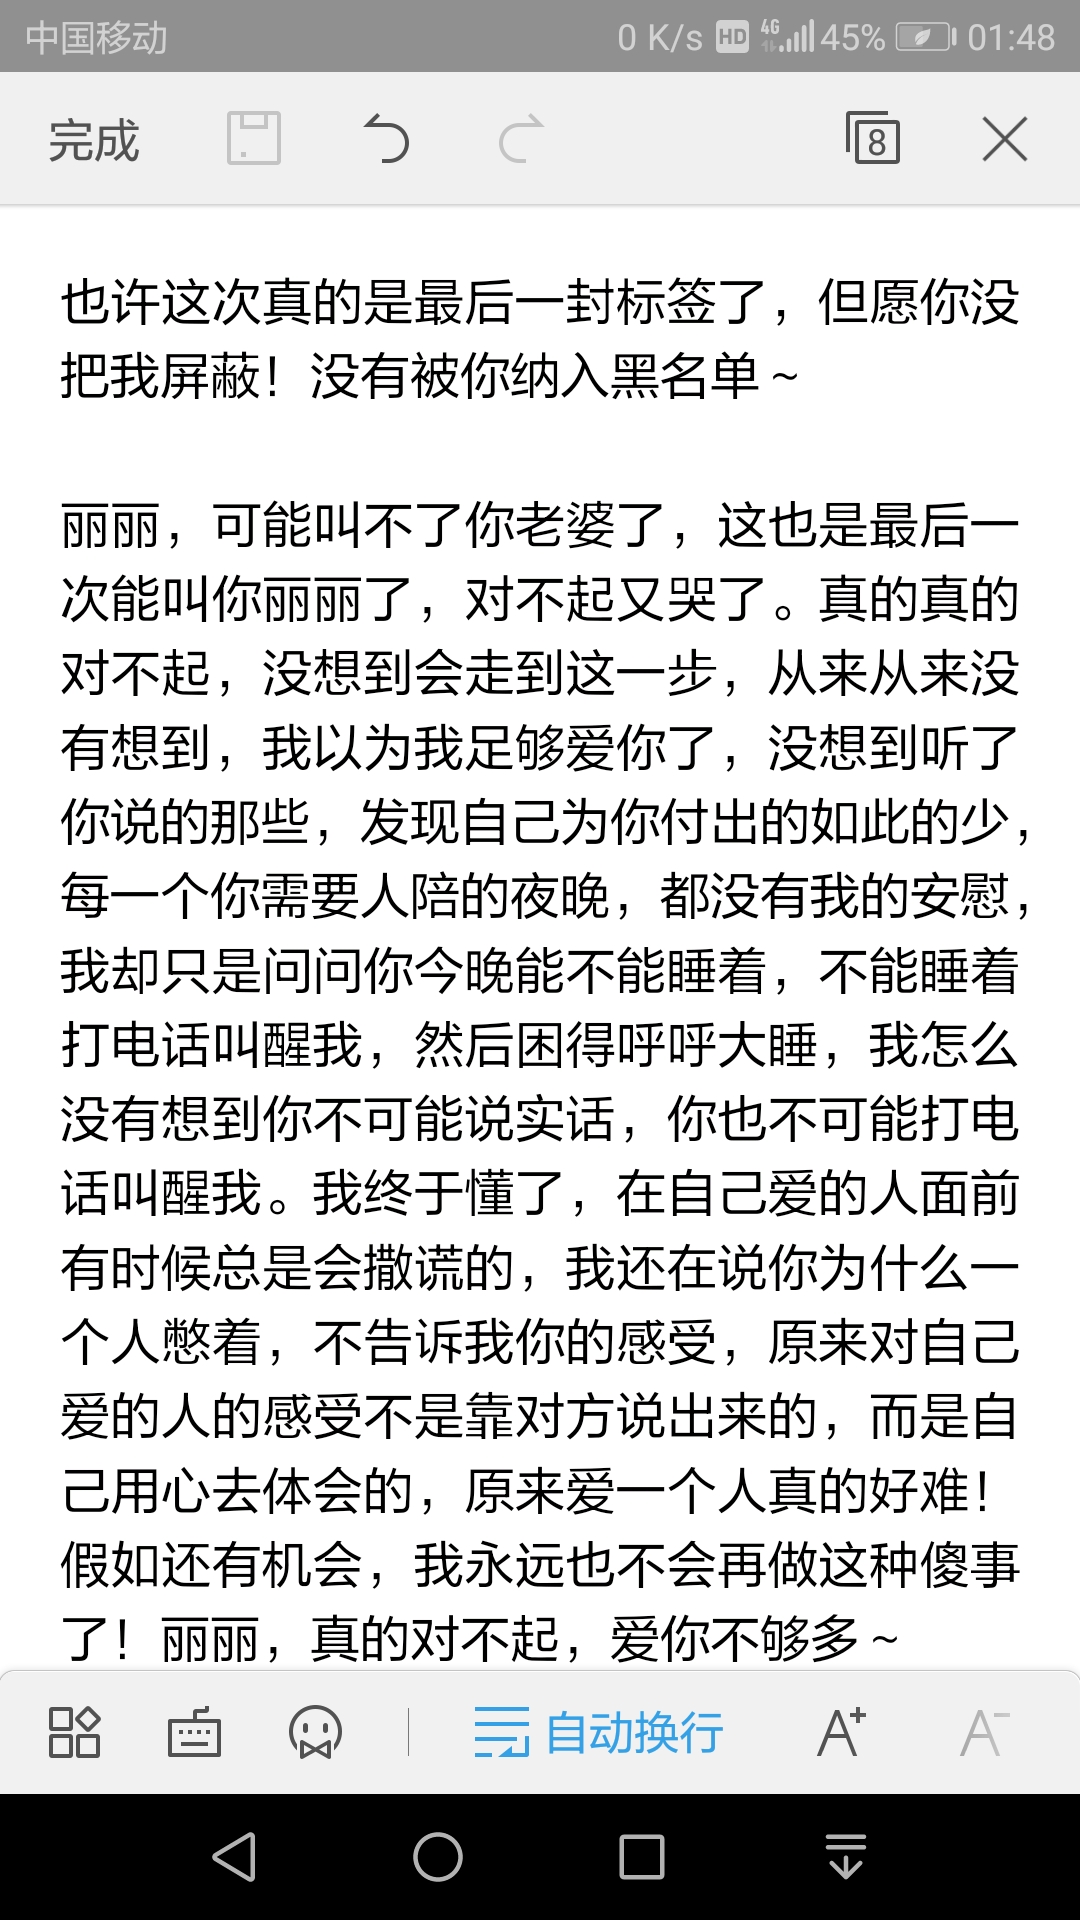 中国移动 0 K/s HD 4G 45% 01:48
完成 8
也许这次真的是最后一封标签了，但愿你没
把我屏蔽！没有被你纳入黑名单～
丽丽，可能叫不了你老婆了，这也是最后一
次能叫你丽丽了，对不起又哭了。真的真的
对不起，没想到会走到这一步，从来从来没
有想到，我以为我足够爱你了，没想到听了
你说的那些，发现自己为你付出的如此的少，
每一个你需要人陪的夜晚，都没有我的安慰，
我却只是问问你今晚能不能睡着，不能睡着
打电话叫醒我，然后困得呼呼大睡，我怎么
没有想到你不可能说实话，你也不可能打电
话叫醒我。我终于懂了，在自己爱的人面前
有时候总是会撒谎的，我还在说你为什么一
个人憋着，不告诉我你的感受，原来对自己
爱的人的感受不是靠对方说出来的，而是自
己用心去体会的，原来爱一个人真的好难！
假如还有机会，我永远也不会再做这种傻事
了！丽丽，真的对不起，爱你不够多～
自动换行 A+ A-